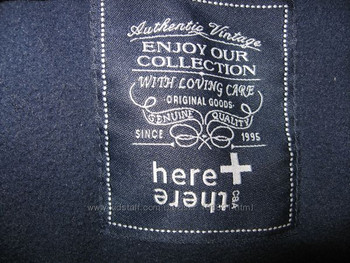 Authentic Vintage
ENJOY OUR
COLLECTION
WITH LOVING CARE
·ORIGINAL GOODS·
GENUINE QUALITY
SINCE 1995
here+
there
C&A